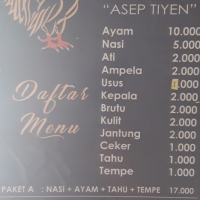 "ASEP TIYEN"
Ayam 10.000
Nasi 5.000
Ati 2.000
Ampela 2.000
Usus 1.000
Kepala 2.000
Brutu 2.000
Kulit 2.000
Jantung 2.000
Ceker 1.000
Tahu 1.000
Tempe 1.000
Daftar
Menu
PAKET A : NASI + AYAM + TAHU + TEMPE 17.000